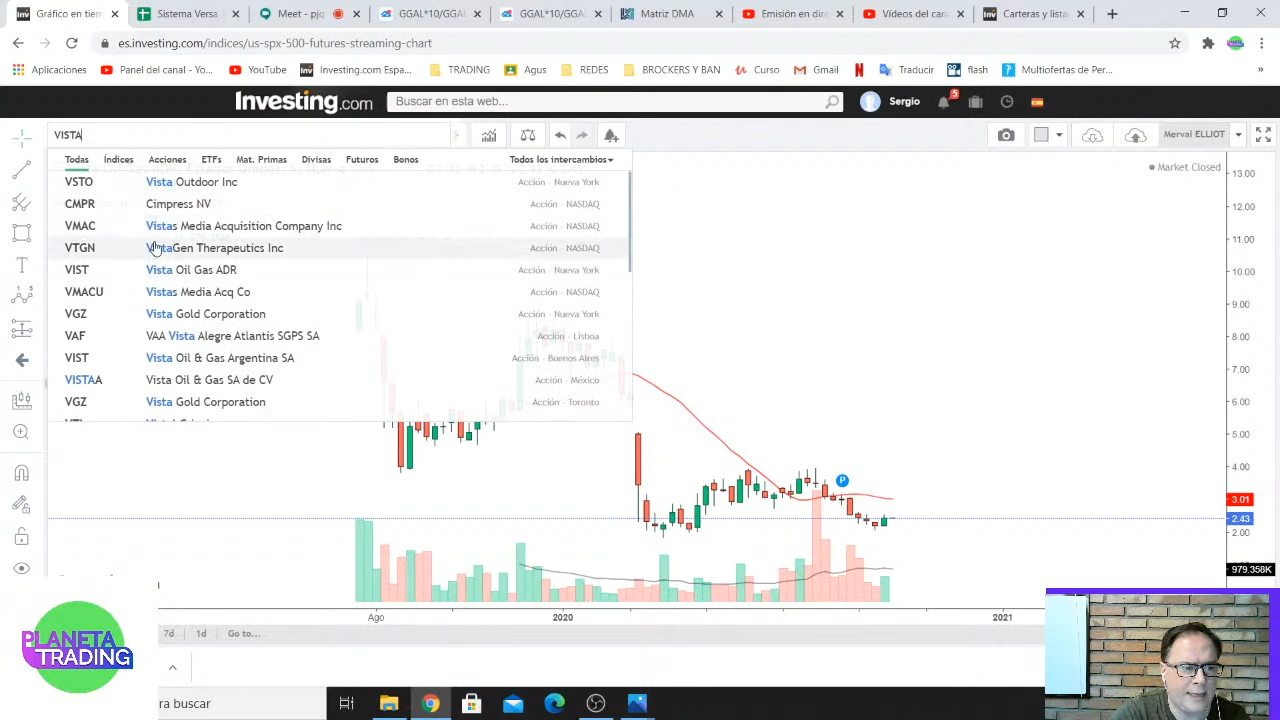 Gráfico en tiem
Sistema Versa
Meet - pjq
GGAL*10/GGAL
GGAL*10/GGAL
Matriz DMA
Emisión en dire
Vídeos del cana
Carteras y listas
es.investing.com/indices/us-spx-500-futures-streaming-chart
Aplicaciones
Panel del canal - Yo...
YouTube
Investing.com Espa...
TRADING
Agus
REDES
BROCKERS Y BAN
Curso
Gmail
Traducir
flash
Multiofertas de Per...
Investing.com
Buscar en esta web...
Sergio
5
VISTA
Merval ELLIOT
Todas Índices Acciones ETFs Mat. Primas Divisas Futuros Bonos Todos los intercambios
Market Closed
VSTO Vista Outdoor Inc Acción - Nueva York
CMPR Cimpress NV Acción - NASDAQ
VMAC Vistas Media Acquisition Company Inc Acción - NASDAQ
VTGN VistaGen Therapeutics Inc Acción - NASDAQ
VIST Vista Oil Gas ADR Acción - Nueva York
VMACU Vistas Media Acq Co Acción - NASDAQ
VGZ Vista Gold Corporation Acción - Nueva York
VAF VAA Vista Alegre Atlantis SGPS SA Acción - Lisboa
VIST Vista Oil & Gas Argentina SA Acción - Buenos Aires
VISTAA Vista Oil & Gas SA de CV Acción - México
VGZ Vista Gold Corporation Acción - Toronto
13.00
12.00
11.00
10.00
9.00
8.00
7.00
6.00
5.00
4.00
3.01
2.43
2.00
979.358K
P
Ago
2020
2021
7d 1d Go to...
PLANETA
TRADING
ra buscar